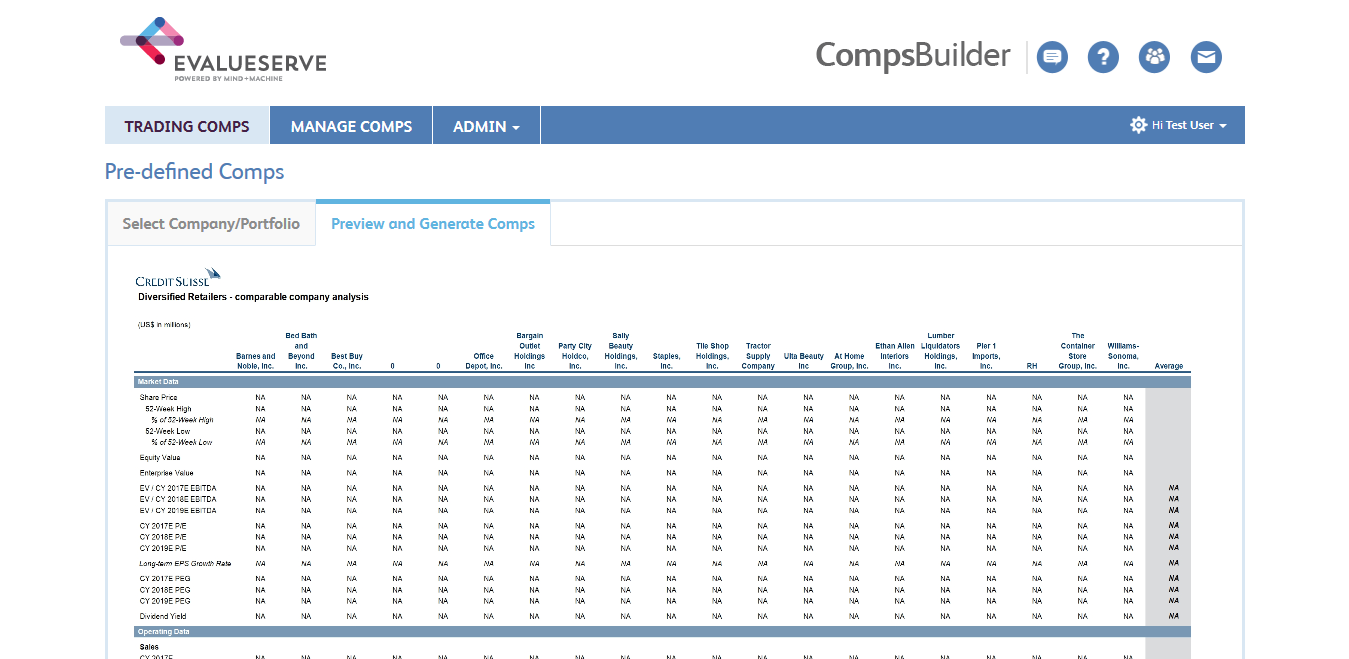 EVALUESERVE
POWERED BY MIND+MACHINE
CompsBuilder
?
TRADING COMPS MANAGE COMPS ADMIN Hi Test User
Pre-defined Comps
Select Company/Portfolio Preview and Generate Comps
CREDIT SUISSE
Diversified Retailers - comparable company analysis
(US$ in millions)
Barnes and Noble, Inc. Bed Bath and Beyond Inc. Best Buy Co., Inc. 0 0 Office Depot, Inc. Bargain Outlet Holdings Inc Party City Holdco, Inc. Sally Beauty Holdings, Inc. Staples, Inc. Tile Shop Holdings, Inc. Tractor Supply Company Ulta Beauty Inc At Home Group, Inc. Ethan Allen Interiors Inc. Lumber Liquidators Holdings, Inc. Pier 1 Imports, Inc. RH The Container Store Group, Inc. Williams-Sonoma, Inc. Average
Market Data
Share Price NA NA NA NA NA NA NA NA NA NA NA NA NA NA NA NA NA NA NA NA
52-Week High NA NA NA NA NA NA NA NA NA NA NA NA NA NA NA NA NA NA NA NA
% of 52-Week High NA NA NA NA NA NA NA NA NA NA NA NA NA NA NA NA NA NA NA NA
52-Week Low NA NA NA NA NA NA NA NA NA NA NA NA NA NA NA NA NA NA NA NA
% of 52-Week Low NA NA NA NA NA NA NA NA NA NA NA NA NA NA NA NA NA NA NA NA
Equity Value NA NA NA NA NA NA NA NA NA NA NA NA NA NA NA NA NA NA NA NA
Enterprise Value NA NA NA NA NA NA NA NA NA NA NA NA NA NA NA NA NA NA NA NA
EV / CY 2017E EBITDA NA NA NA NA NA NA NA NA NA NA NA NA NA NA NA NA NA NA NA NA NA
EV / CY 2018E EBITDA NA NA NA NA NA NA NA NA NA NA NA NA NA NA NA NA NA NA NA NA NA
EV / CY 2019E EBITDA NA NA NA NA NA NA NA NA NA NA NA NA NA NA NA NA NA NA NA NA NA
CY 2017E P/E NA NA NA NA NA NA NA NA NA NA NA NA NA NA NA NA NA NA NA NA NA
CY 2018E P/E NA NA NA NA NA NA NA NA NA NA NA NA NA NA NA NA NA NA NA NA NA
CY 2019E P/E NA NA NA NA NA NA NA NA NA NA NA NA NA NA NA NA NA NA NA NA NA
Long-term EPS Growth Rate NA NA NA NA NA NA NA NA NA NA NA NA NA NA NA NA NA NA NA NA NA
CY 2017E PEG NA NA NA NA NA NA NA NA NA NA NA NA NA NA NA NA NA NA NA NA NA
CY 2018E PEG NA NA NA NA NA NA NA NA NA NA NA NA NA NA NA NA NA NA NA NA NA
CY 2019E PEG NA NA NA NA NA NA NA NA NA NA NA NA NA NA NA NA NA NA NA NA NA
Dividend Yield NA NA NA NA NA NA NA NA NA NA NA NA NA NA NA NA NA NA NA NA NA
Operating Data
Sales
CY 2017E NA NA NA NA NA NA NA NA NA NA NA NA NA NA NA NA NA NA NA NA